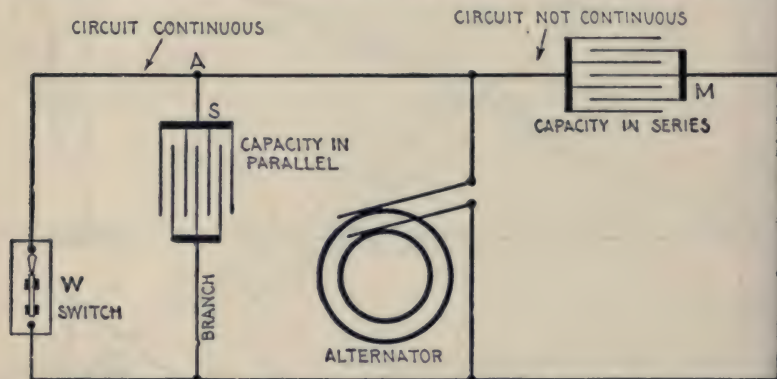 CIRCUIT CONTINUOUS
CIRCUIT NOT CONTINUOUS
A
S
M
CAPACITY IN
PARALLEL
CAPACITY IN SERIES
W
SWITCH
BRANCH
ALTERNATOR